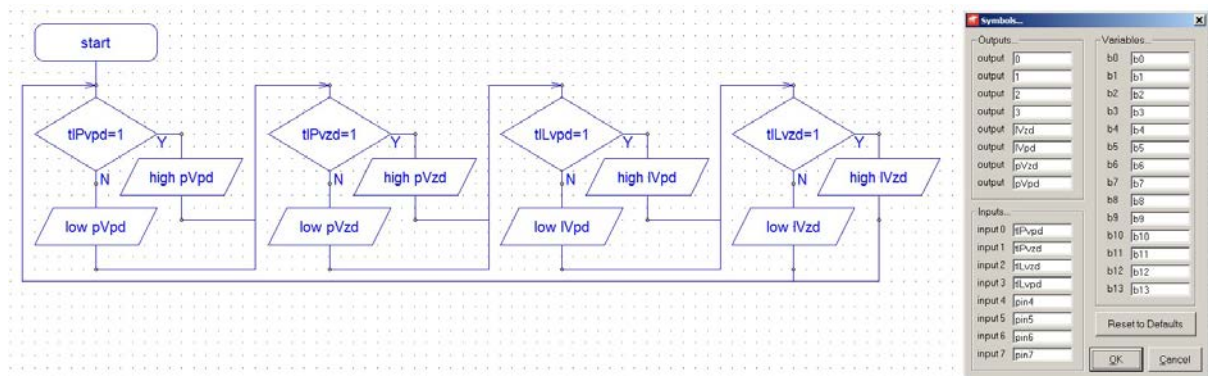 start
tlPvpd=1
Y
high pVpd
N
low pVpd
tlPvzd=1
Y
high pVzd
N
low pVzd
tlLvpd=1
Y
high lVpd
N
low lVpd
tlLvzd=1
Y
high lVzd
N
low lVzd
Symbols...
Outputs...
output 0
output 1
output 2
output 3
output lVzd
output lVpd
output pVzd
output pVpd
Inputs...
input 0 tlPvpd
input 1 tlPvzd
input 2 tlLvzd
input 3 tlLvpd
input 4 pin4
input 5 pin5
input 6 pin6
input 7 pin7
Variables...
b0 b0
b1 b1
b2 b2
b3 b3
b4 b4
b5 b5
b6 b6
b7 b7
b8 b8
b9 b9
b10 b10
b11 b11
b12 b12
b13 b13
Reset to Defaults
OK
Cancel